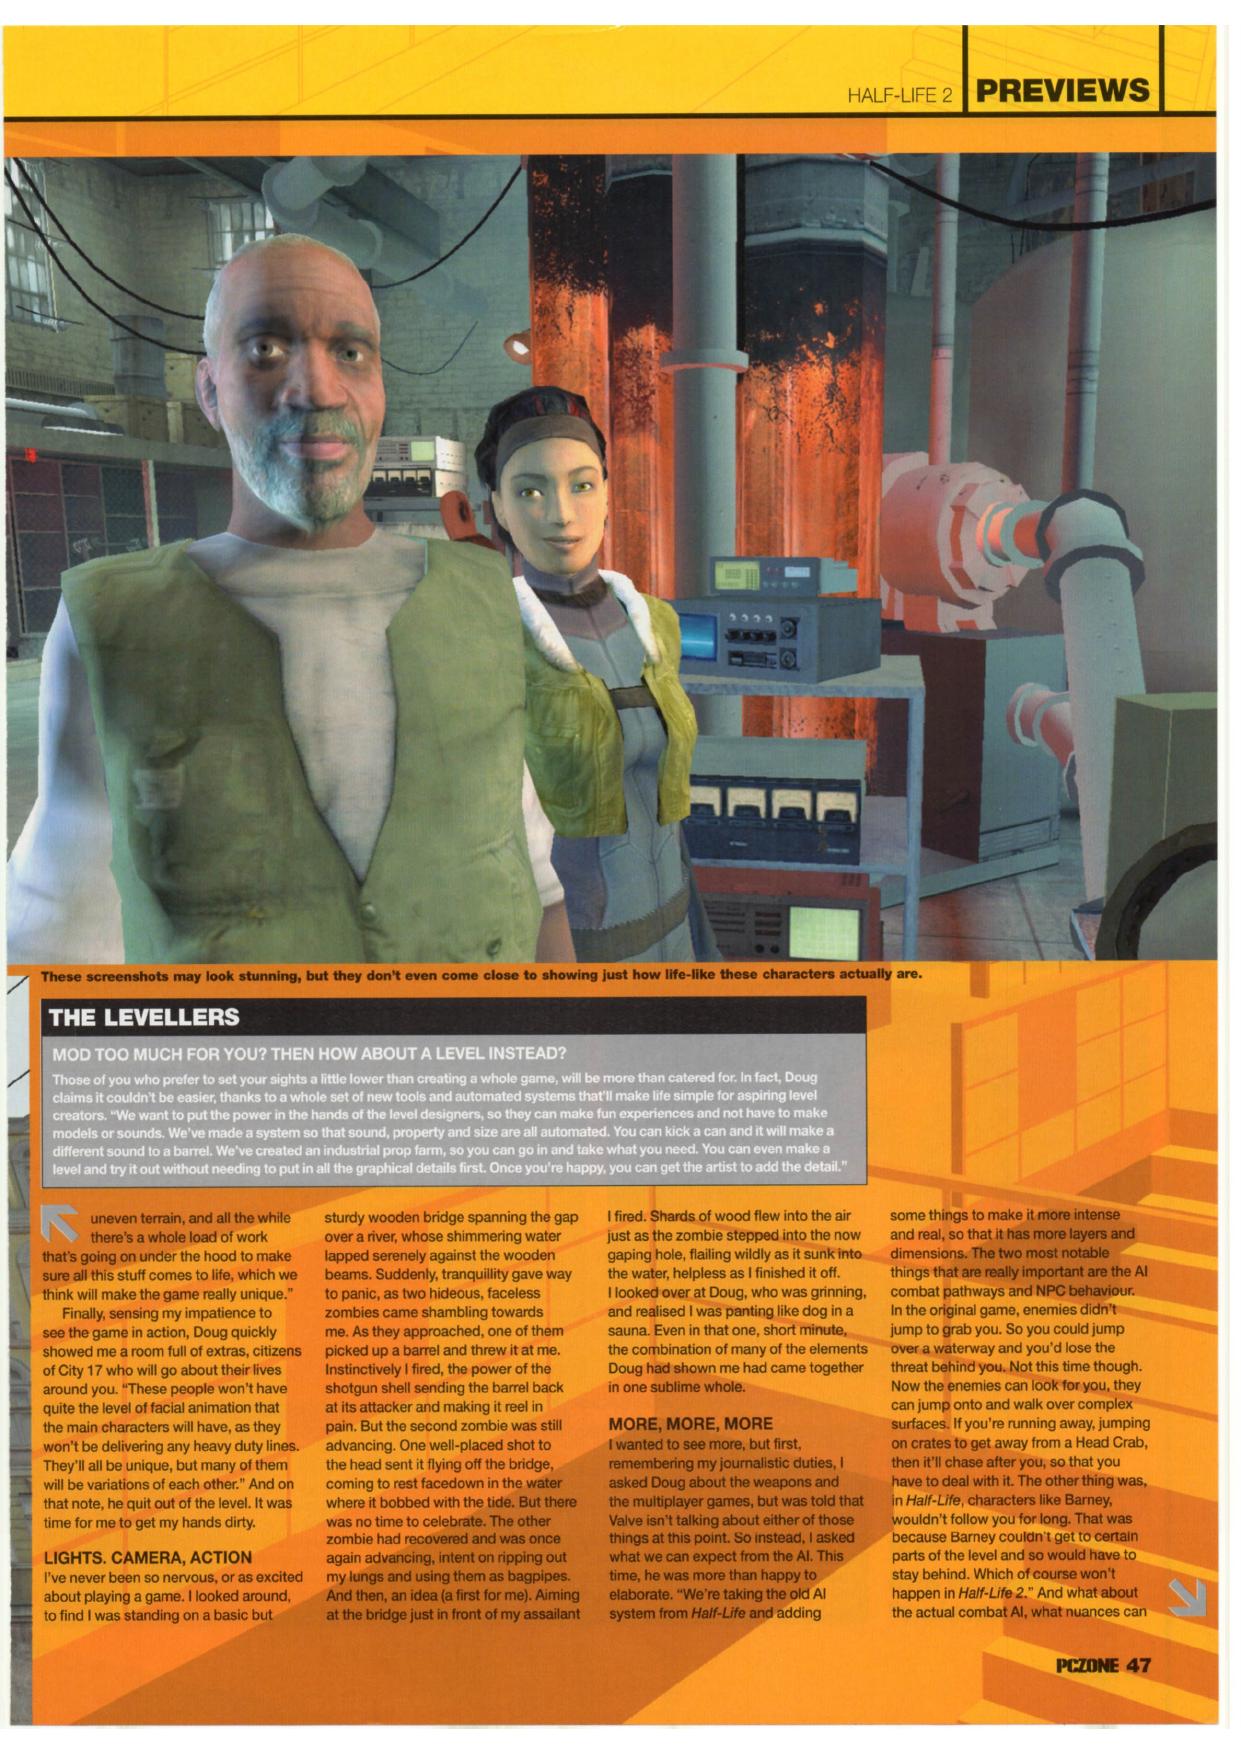 HALF-LIFE 2
PREVIEWS
These screenshots may look stunning, but they don't even come close to showing just how life-like these characters actually are.
THE LEVELLERS
MOD TOO MUCH FOR YOU? THEN HOW ABOUT A LEVEL INSTEAD?
Those of you who prefer to set your sights a little lower than creating a whole game, will be more than catered for. In fact, Doug
claims it couldn't be easier, thanks to a whole set of new tools and automated systems that'll make life simple for aspiring level
creators. "We want to put the power in the hands of the level designers, so they can make fun experiences and not have to make
models or sounds. We've made a system so that sound, property and size are all automated. You can kick a can and it will make a
different sound to a barrel. We've created an industrial prop farm, so you can go in and take what you need. You can even make a
level and try it out without needing to put in all the graphical details first. Once you're happy, you can get the artist to add the detail."
uneven terrain, and all the while
there's a whole load of work
that's going on under the hood to make
sure all this stuff comes to life, which we
think will make the game really unique."
Finally, sensing my impatience to
see the game in action, Doug quickly
showed me a room full of extras, citizens
of City 17 who will go about their lives
around you. "These people won't have
quite the level of facial animation that
the main characters will have, as they
won't be delivering any heavy duty lines.
They'll all be unique, but many of them
will be variations of each other." And on
that note, he quit out of the level. It was
time for me to get my hands dirty.
LIGHTS. CAMERA, ACTION
I've never been so nervous, or as excited
about playing a game. I looked around,
to find I was standing on a basic but
sturdy wooden bridge spanning the gap
over a river, whose shimmering water
lapped serenely against the wooden
beams. Suddenly, tranquillity gave way
to panic, as two hideous, faceless
zombies came shambling towards
me. As they approached, one of them
picked up a barrel and threw it at me.
Instinctively I fired, the power of the
shotgun shell sending the barrel back
at its attacker and making it reel in
pain. But the second zombie was still
advancing. One well-placed shot to
the head sent it flying off the bridge,
coming to rest facedown in the water
where it bobbed with the tide. But there
was no time to celebrate. The other
zombie had recovered and was once
again advancing, intent on ripping out
my lungs and using them as bagpipes.
And then, an idea (a first for me). Aiming
at the bridge just in front of my assailant
I fired. Shards of wood flew into the air
just as the zombie stepped into the now
gaping hole, flailing wildly as it sunk into
the water, helpless as I finished it off.
I looked over at Doug, who was grinning,
and realised I was panting like dog in a
sauna. Even in that one, short minute,
the combination of many of the elements
Doug had shown me had came together
in one sublime whole.
MORE, MORE, MORE
I wanted to see more, but first,
remembering my journalistic duties, I
asked Doug about the weapons and
the multiplayer games, but was told that
Valve isn't talking about either of those
things at this point. So instead, I asked
what we can expect from the AI. This
time, he was more than happy to
elaborate. "We're taking the old AI
system from Half-Life and adding
some things to make it more intense
and real, so that it has more layers and
dimensions. The two most notable
things that are really important are the AI
combat pathways and NPC behaviour.
In the original game, enemies didn't
jump to grab you. So you could jump
over a waterway and you'd lose the
threat behind you. Not this time though.
Now the enemies can look for you, they
can jump onto and walk over complex
surfaces. If you're running away, jumping
on crates to get away from a Head Crab,
then it'll chase after you, so that you
have to deal with it. The other thing was,
in Half-Life, characters like Barney,
wouldn't follow you for long. That was
because Barney couldn't get to certain
parts of the level and so would have to
stay behind. Which of course won't
happen in Half-Life 2." And what about
the actual combat AI, what nuances can
PCZONE 47